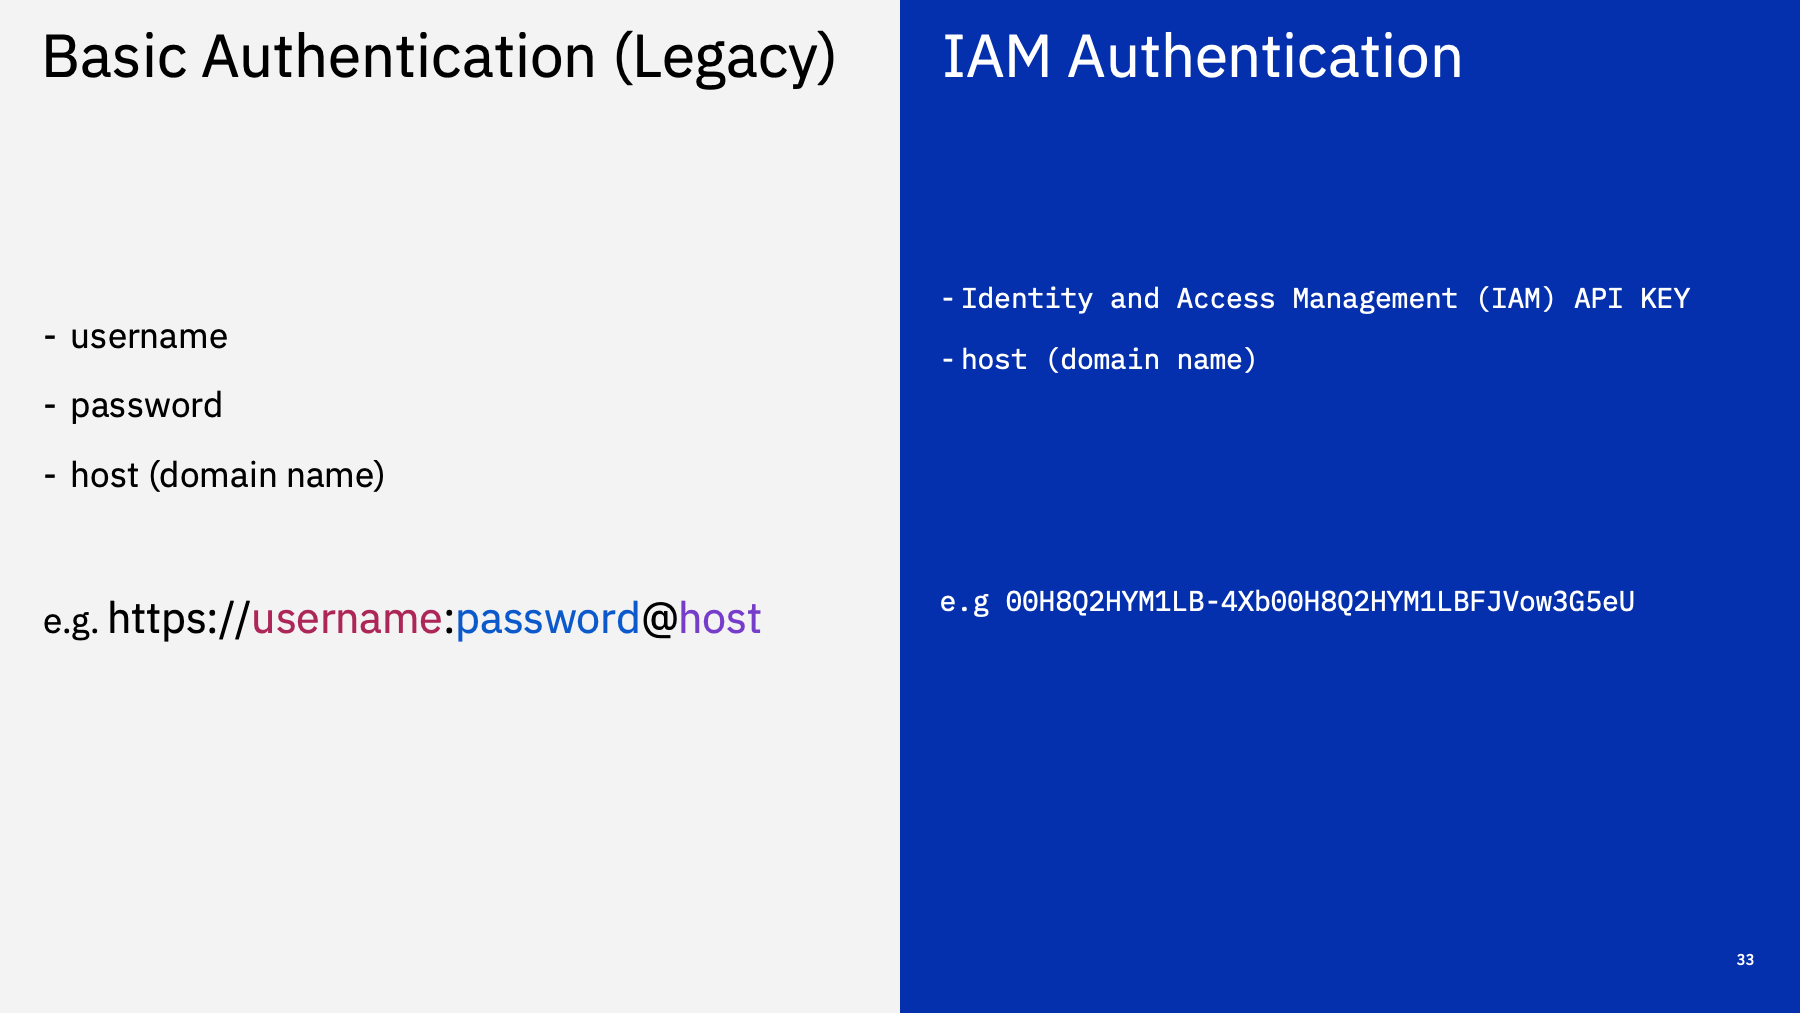 Basic Authentication (Legacy)
- username
- password
- host (domain name)
e.g. https://username:password@host
IAM Authentication
- Identity and Access Management (IAM) API KEY
- host (domain name)
e.g 00H8Q2HYM1LB-4Xb00H8Q2HYM1LBFJVow3G5eU
33